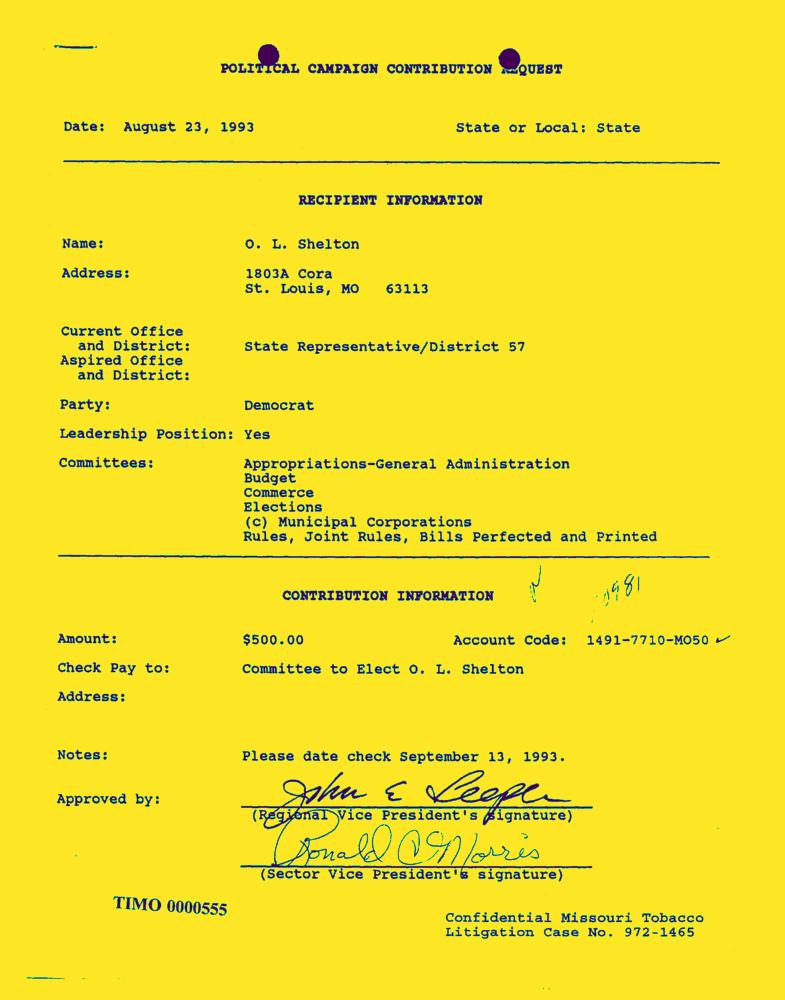 POLITICAL CAMPAIGN CONTRIBUTION REQUEST
Date: August 23, 1993 State or Local: State
RECIPIENT INFORMATION
Name: O. L. Shelton
Address: 1803A Cora
St. Louis, MO 63113
Current Office
and District: State Representative/District 57
Aspired Office
and District:
Party: Democrat
Leadership Position: Yes
Committees: Appropriations-General Administration
Budget
Commerce
Elections
(c) Municipal Corporations
Rules, Joint Rules, Bills Perfected and Printed
CONTRIBUTION INFORMATION
Amount: $500.00 Account Code: 1491-7710-MO50 ✓
Check Pay to: Committee to Elect O. L. Shelton
Address:
Notes: Please date check September 13, 1993.
Approved by: John E Leeper
(Regional Vice President's signature)
Ronald C Morris
(Sector Vice President's signature)
TIMO 0000555
Confidential Missouri Tobacco
Litigation Case No. 972-1465